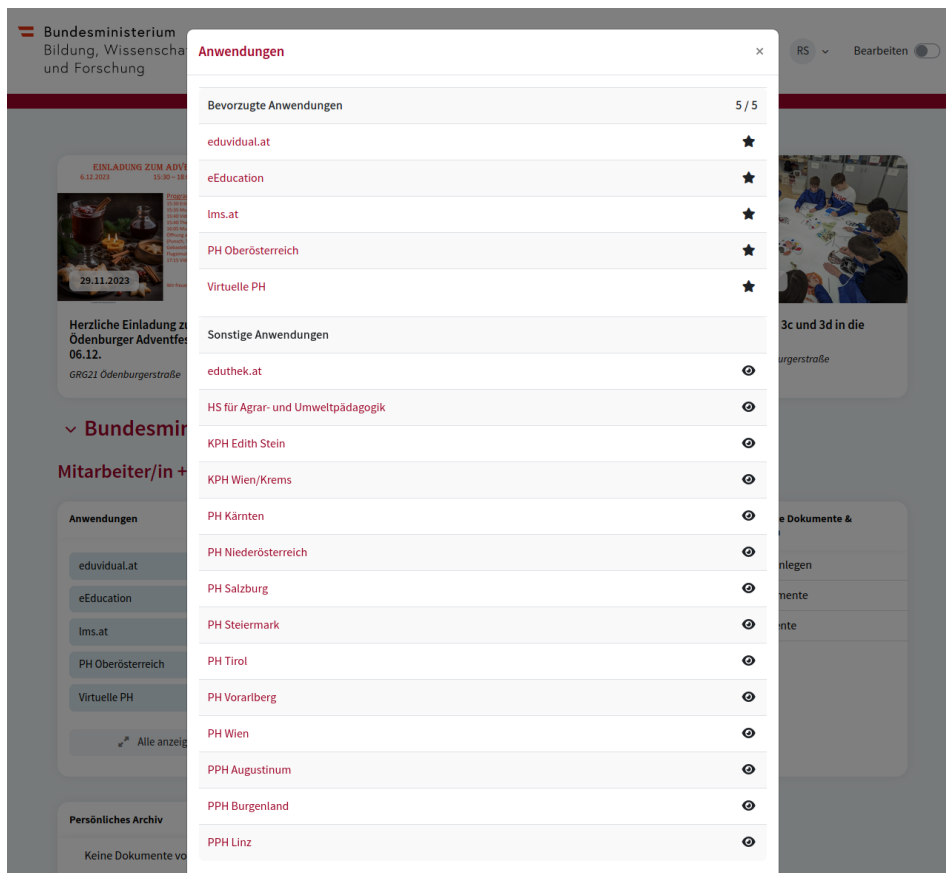 Bundesministerium
Bildung, Wissenscha
und Forschung
Anwendungen
×
RS
Bearbeiten
Bevorzugte Anwendungen 5 / 5
eduvidual.at
eEducation
lms.at
PH Oberösterreich
Virtuelle PH
Sonstige Anwendungen
eduthek.at
HS für Agrar- und Umweltpädagogik
KPH Edith Stein
KPH Wien/Krems
PH Kärnten
PH Niederösterreich
PH Salzburg
PH Steiermark
PH Tirol
PH Vorarlberg
PH Wien
PPH Augustinum
PPH Burgenland
PPH Linz
EINLADUNG ZUM ADVE
6.12.2023 15:30 – 18
29.11.2023
Herzliche Einladung zu
Ödenburger Adventfes
06.12.
GRG21 Ödenburgerstraße
3c und 3d in die
urgerstraße
Bundesmir
Mitarbeiter/in +
Anwendungen
eduvidual.at
eEducation
lms.at
PH Oberösterreich
Virtuelle PH
Alle anzeig
e Dokumente &
nlegen
mente
nte
Persönliches Archiv
Keine Dokumente vo